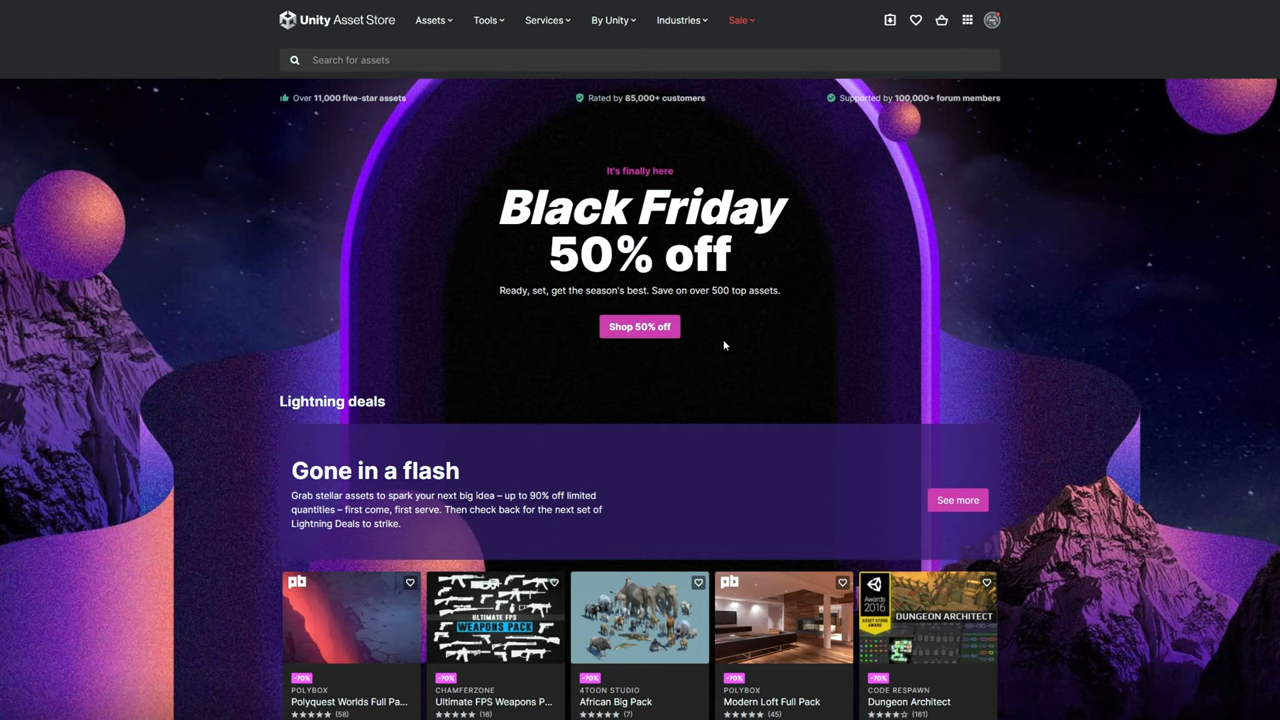 Unity Asset Store
Assets
Tools
Services
By Unity
Industries
Sale
Search for assets
Over 11,000 five-star assets
Rated by 85,000+ customers
Supported by 100,000+ forum members
It's finally here
Black Friday
50% off
Ready, set, get the season's best. Save on over 500 top assets.
Shop 50% off
Lightning deals
Gone in a flash
Grab stellar assets to spark your next big idea – up to 90% off limited
quantities – first come, first serve. Then check back for the next set of
Lightning Deals to strike.
See more
pb
ULTIMATE FPS
WEAPONS PACK
pb
Awards
2016
ASSET STORE
AWARD
DUNGEON ARCHITECT
-70%
POLYBOX
Polyquest Worlds Full Pa...
(58)
-70%
CHAMFERZONE
Ultimate FPS Weapons P...
(16)
-70%
4TOON STUDIO
African Big Pack
(7)
-70%
POLYBOX
Modern Loft Full Pack
(45)
-70%
CODE RESPAWN
Dungeon Architect
(161)